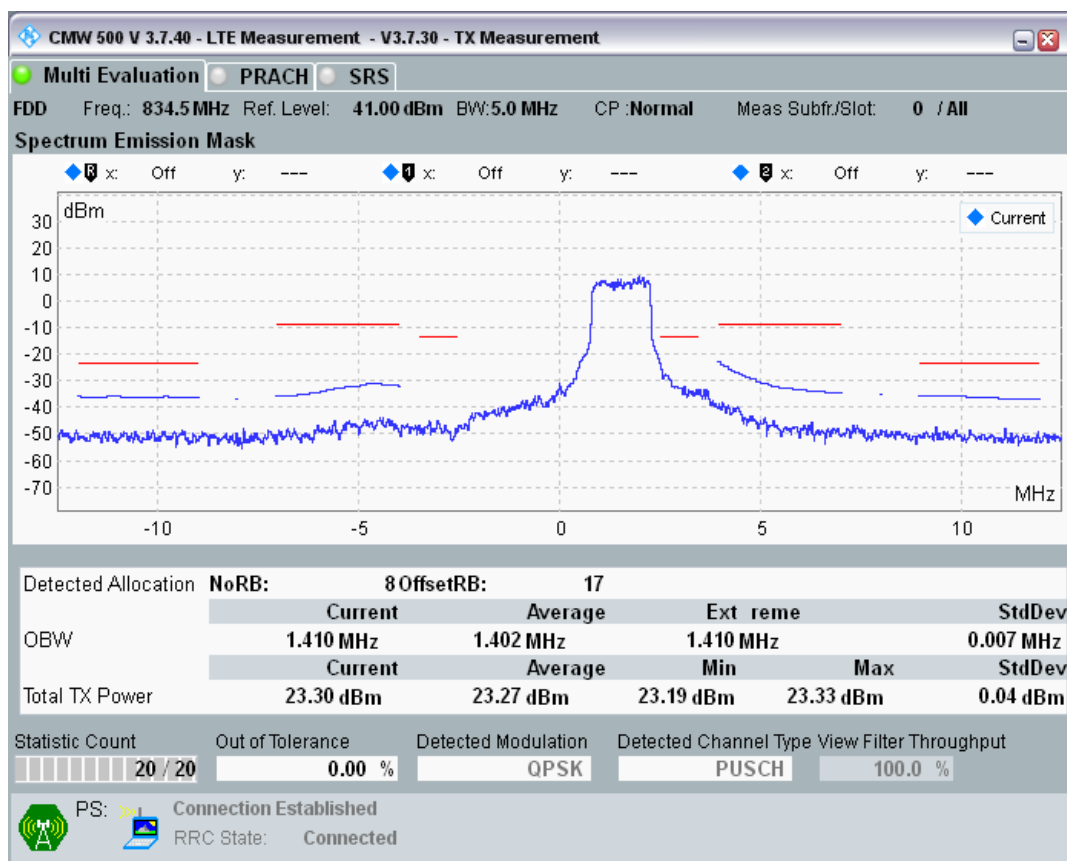 CMW 500 V 3.7.40 - LTE Measurement - V3.7.30 - TX Measurement
Multi Evaluation PRACH SRS
FDD Freq.: 834.5 MHz Ref. Level: 41.00 dBm BW:5.0 MHz CP :Normal Meas Subfr./Slot: 0 / All
Spectrum Emission Mask
R x: Off y: --- 1 x: Off y: --- 2 x: Off y: ---
dBm
Current
30
20
10
0
-10
-20
-30
-40
-50
-60
-70
MHz
-10 -5 0 5 10
Detected Allocation NoRB: 8 OffsetRB: 17
Current Average Ext reme StdDev
OBW 1.410 MHz 1.402 MHz 1.410 MHz 0.007 MHz
Current Average Min Max StdDev
Total TX Power 23.30 dBm 23.27 dBm 23.19 dBm 23.33 dBm 0.04 dBm
Statistic Count Out of Tolerance Detected Modulation Detected Channel Type View Filter Throughput
20 / 20 0.00 % QPSK PUSCH 100.0 %
PS: Connection Established
RRC State: Connected